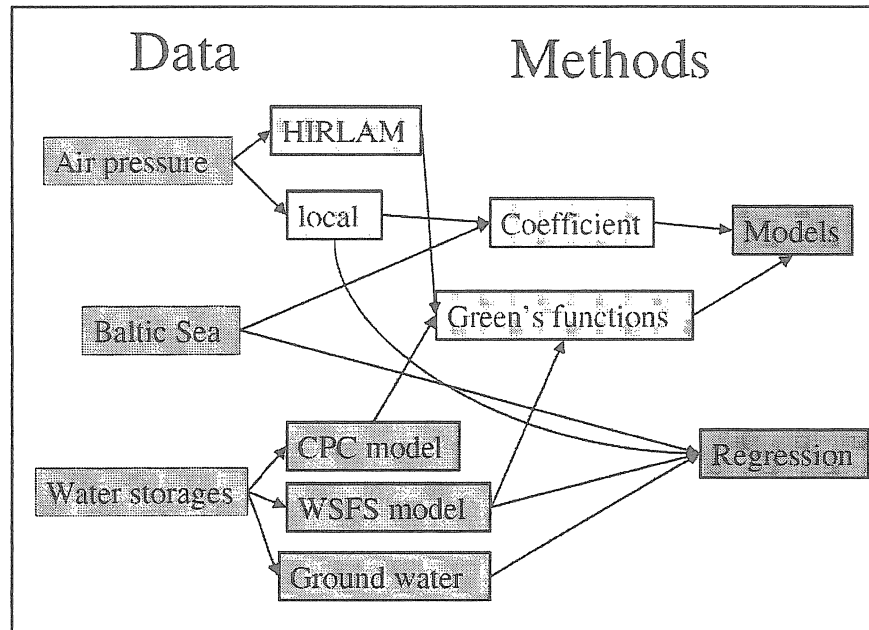 Data
Methods
HIRLAM
Air pressure
local
Coefficient
Models
Baltic Sea
Green's functions
CPC model
Regression
Water storages
WSFS model
Ground water